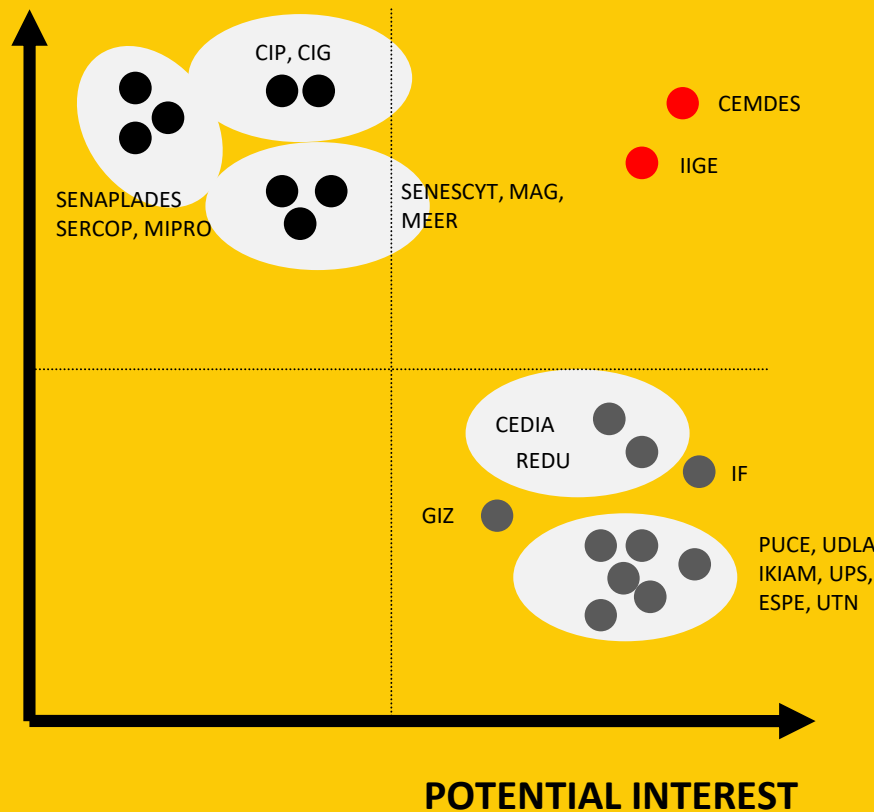 CIP, CIG
CEMDES
IIGE
SENAPLADES
SERCOP, MIPRO
SENESCYT, MAG,
MEER
CEDIA
REDU
IF
GIZ
PUCE, UDLA
IKIAM, UPS,
ESPE, UTN
POTENTIAL INTEREST